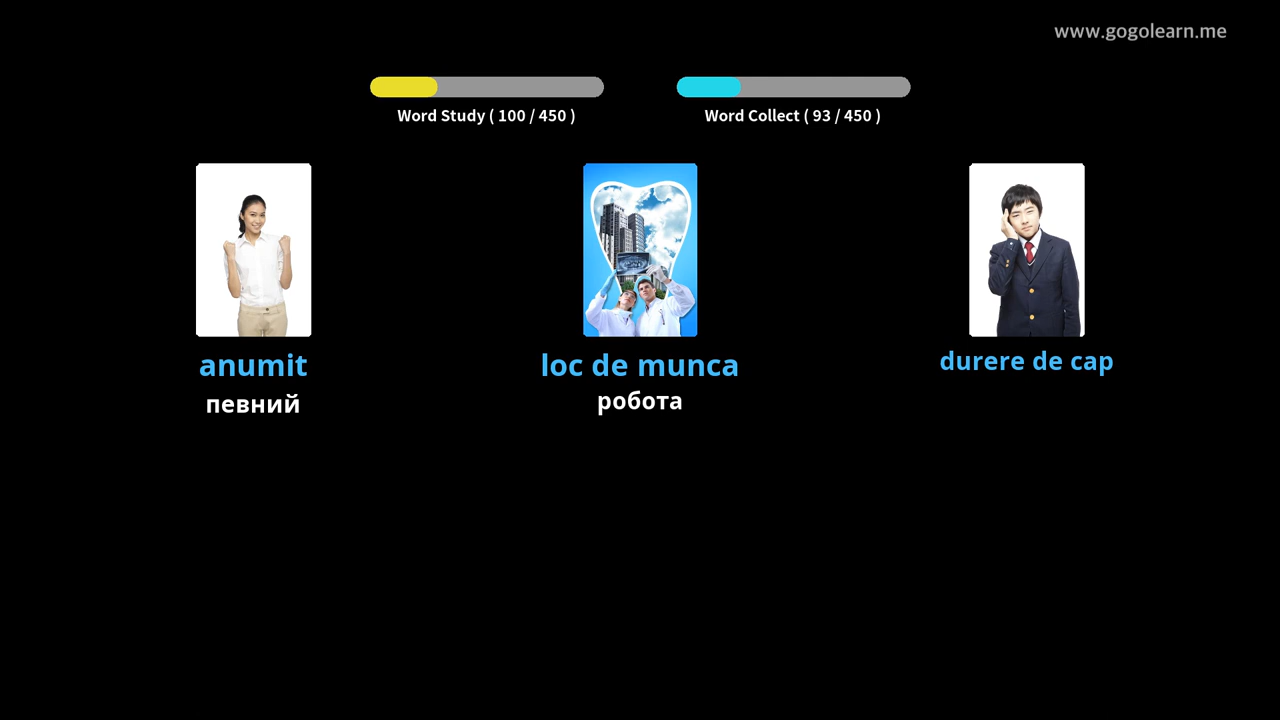 www.gogolearn.me
Word Study ( 100 / 450 )
Word Collect ( 93 / 450 )
anumit
loc de munca
durere de cap
певний
робота